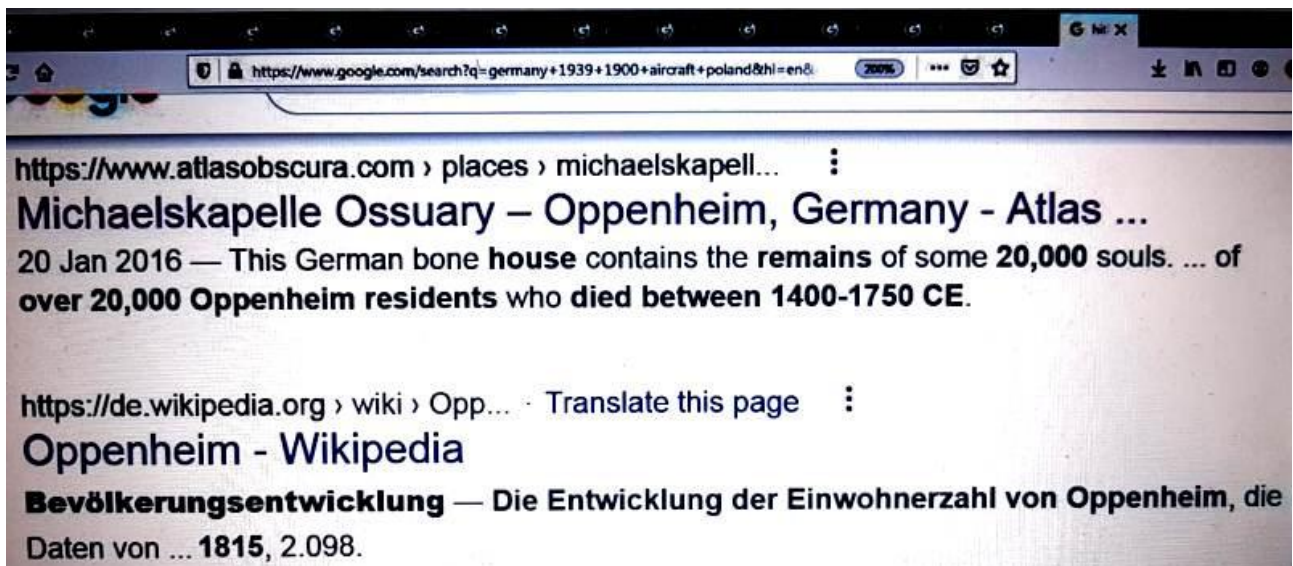 https://www.google.com/search?q=germany+1939+1900+aircraft+poland&hl=en&
200%
https://www.atlasobscura.com › places › michaelskapell...
Michaelskapelle Ossuary – Oppenheim, Germany - Atlas ...
20 Jan 2016 — This German bone house contains the remains of some 20,000 souls. ... of
over 20,000 Oppenheim residents who died between 1400-1750 CE.
https://de.wikipedia.org › wiki › Opp... · Translate this page
Oppenheim - Wikipedia
Bevölkerungsentwicklung — Die Entwicklung der Einwohnerzahl von Oppenheim, die
Daten von ... 1815, 2.098.